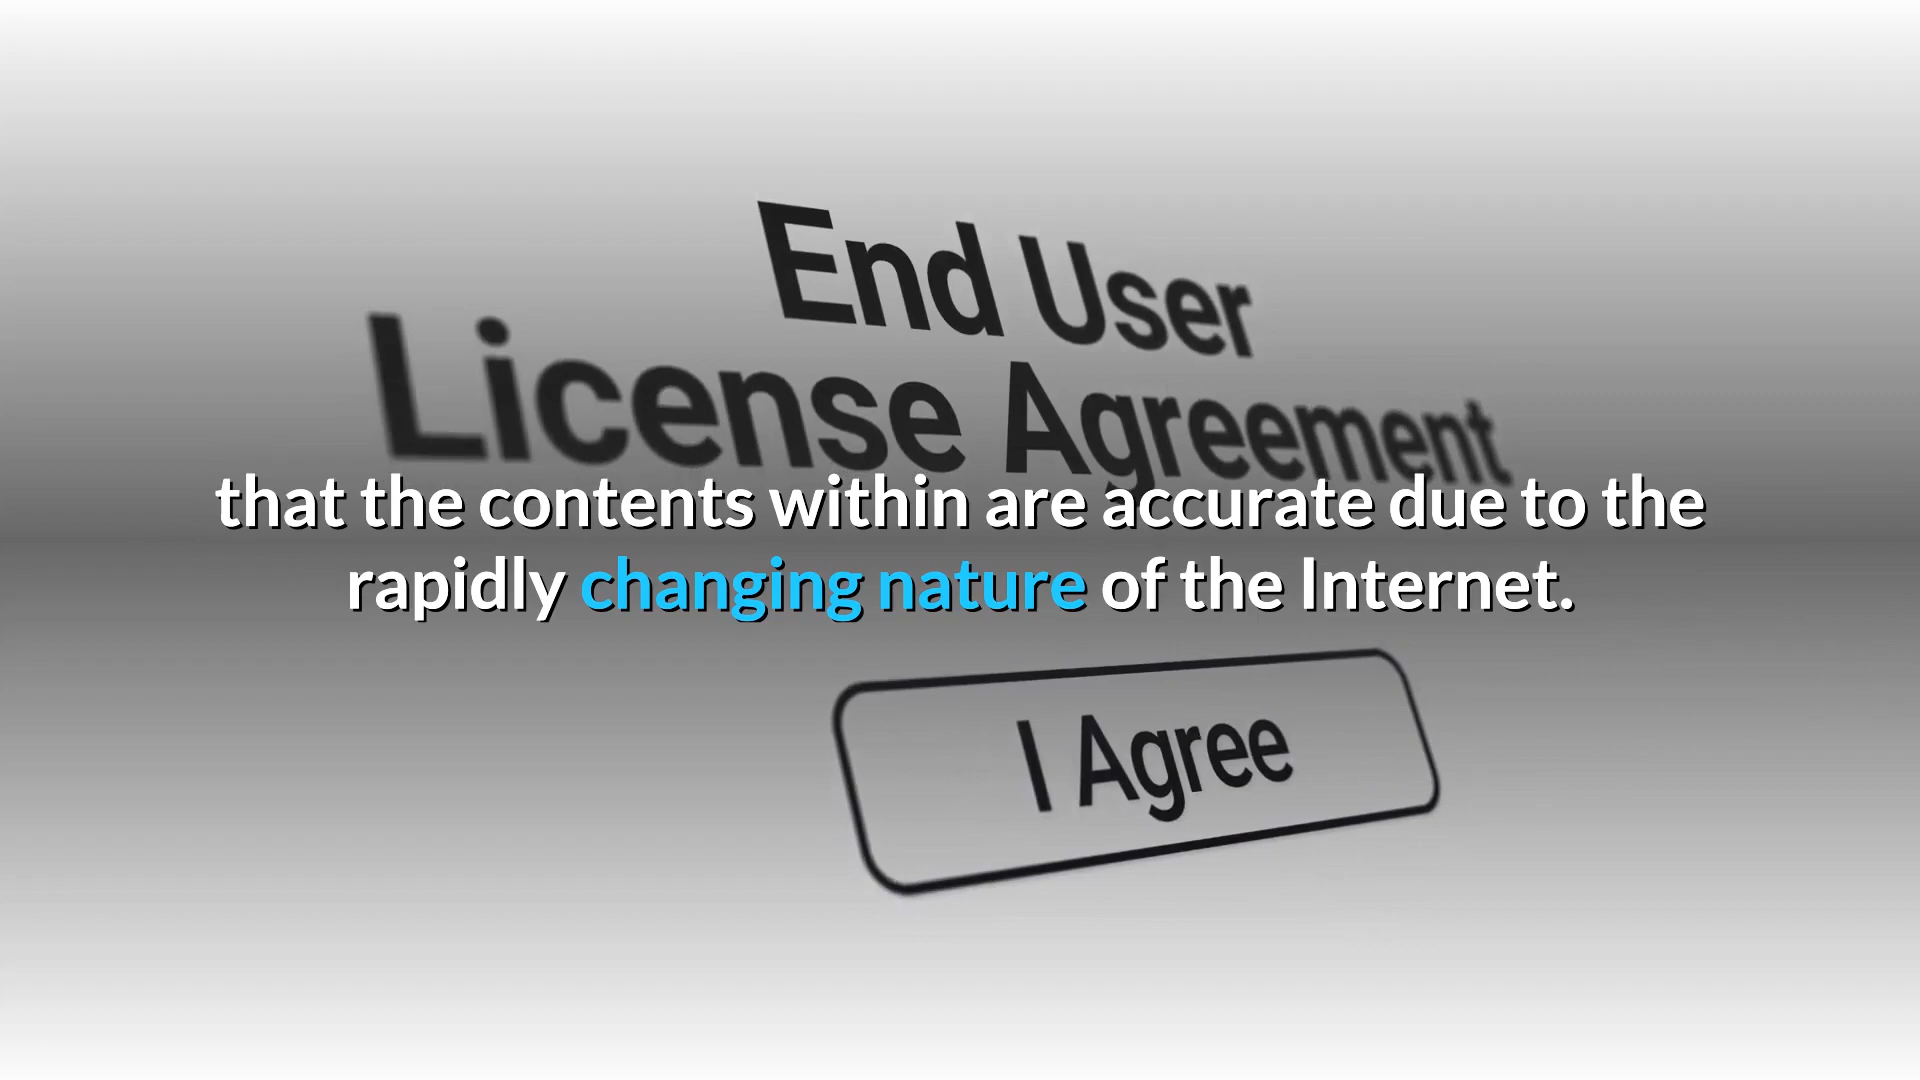 End User
License Agreement
that the contents within are accurate due to the
rapidly changing nature of the Internet.
I Agree